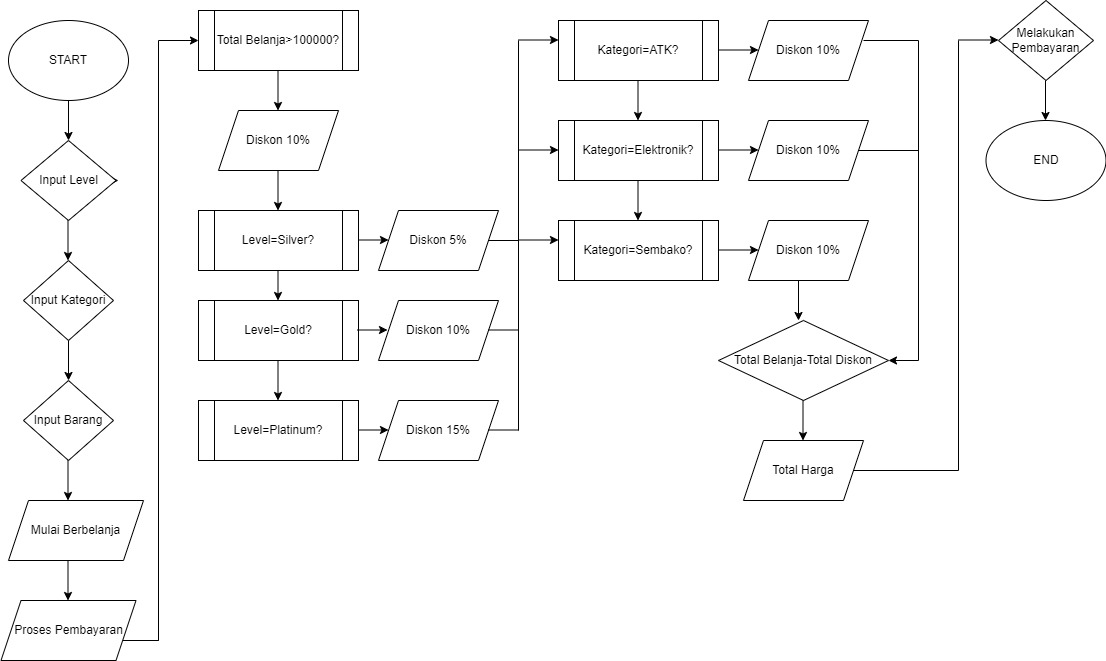 START
Input Level
Input Kategori
Input Barang
Mulai Berbelanja
Proses Pembayaran
Total Belanja>100000?
Diskon 10%
Level=Silver?
Diskon 5%
Level=Gold?
Diskon 10%
Level=Platinum?
Diskon 15%
Kategori=ATK?
Diskon 10%
Kategori=Elektronik?
Diskon 10%
Kategori=Sembako?
Diskon 10%
Total Belanja-Total Diskon
Total Harga
Melakukan
Pembayaran
END